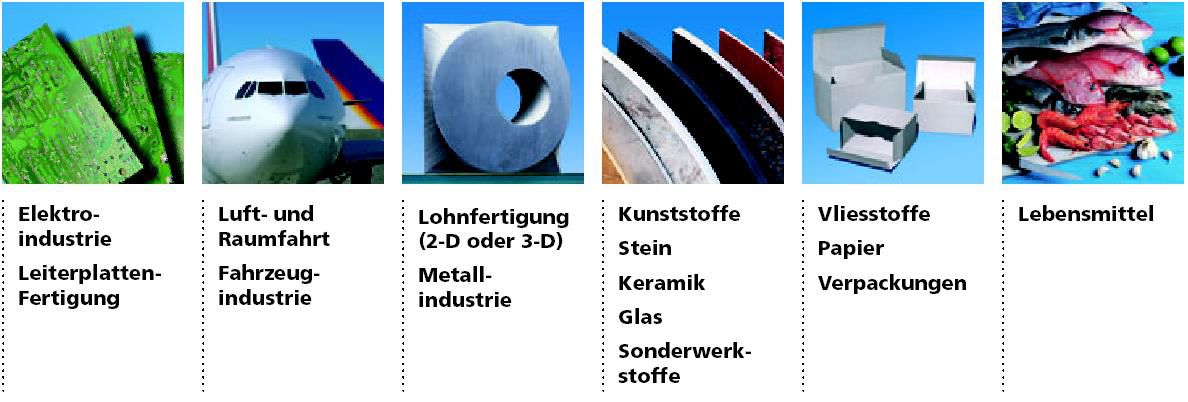 Elektro-
industrie
Leiterplatten-
Fertigung
Luft- und
Raumfahrt
Fahrzeug-
industrie
Lohnfertigung
(2-D oder 3-D)
Metall-
industrie
Kunststoffe
Stein
Keramik
Glas
Sonderwerk-
stoffe
Vliesstoffe
Papier
Verpackungen
Lebensmittel